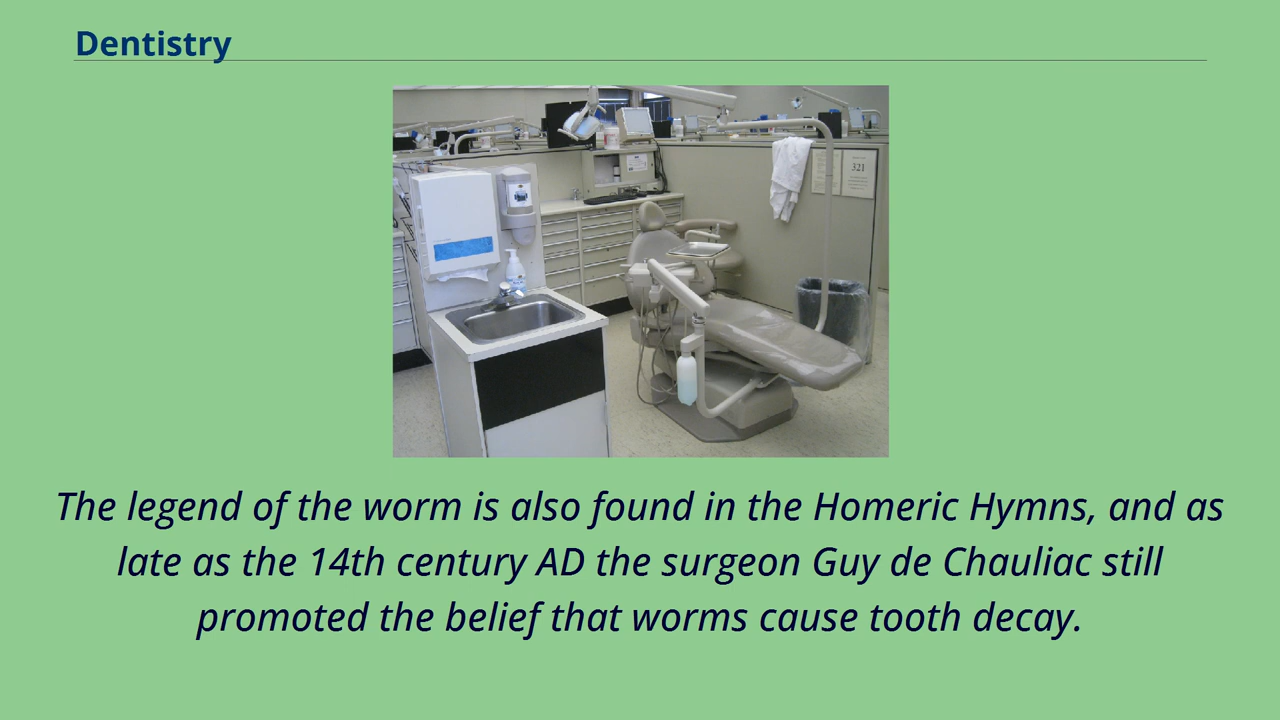 Dentistry
321
The legend of the worm is also found in the Homeric Hymns, and as
late as the 14th century AD the surgeon Guy de Chauliac still
promoted the belief that worms cause tooth decay.